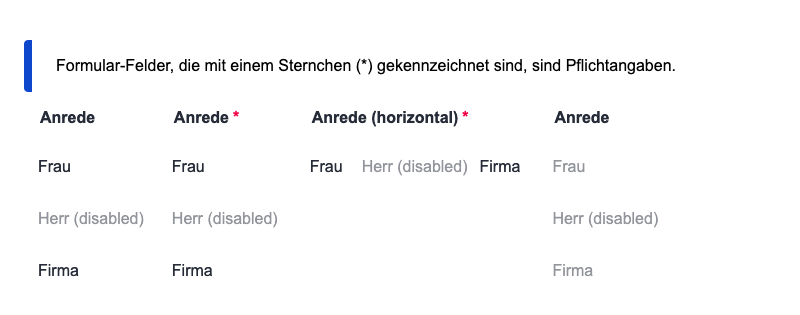 Formular-Felder, die mit einem Sternchen (*) gekennzeichnet sind, sind Pflichtangaben.
Anrede Anrede * Anrede (horizontal) * Anrede
Frau Frau Frau Herr (disabled) Firma Frau
Herr (disabled) Herr (disabled) Herr (disabled)
Firma Firma Firma